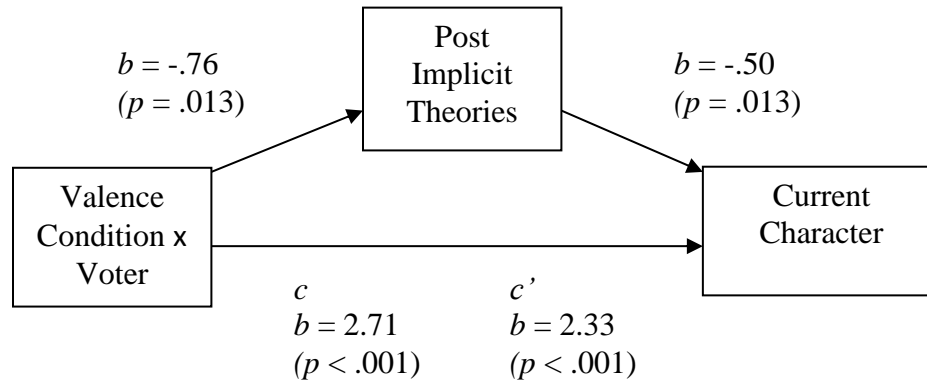 Post
Implicit
Theories
b = -.76
(p = .013)
b = -.50
(p = .013)
Valence
Condition x
Voter
Current
Character
c
b = 2.71
(p < .001)
c’
b = 2.33
(p < .001)